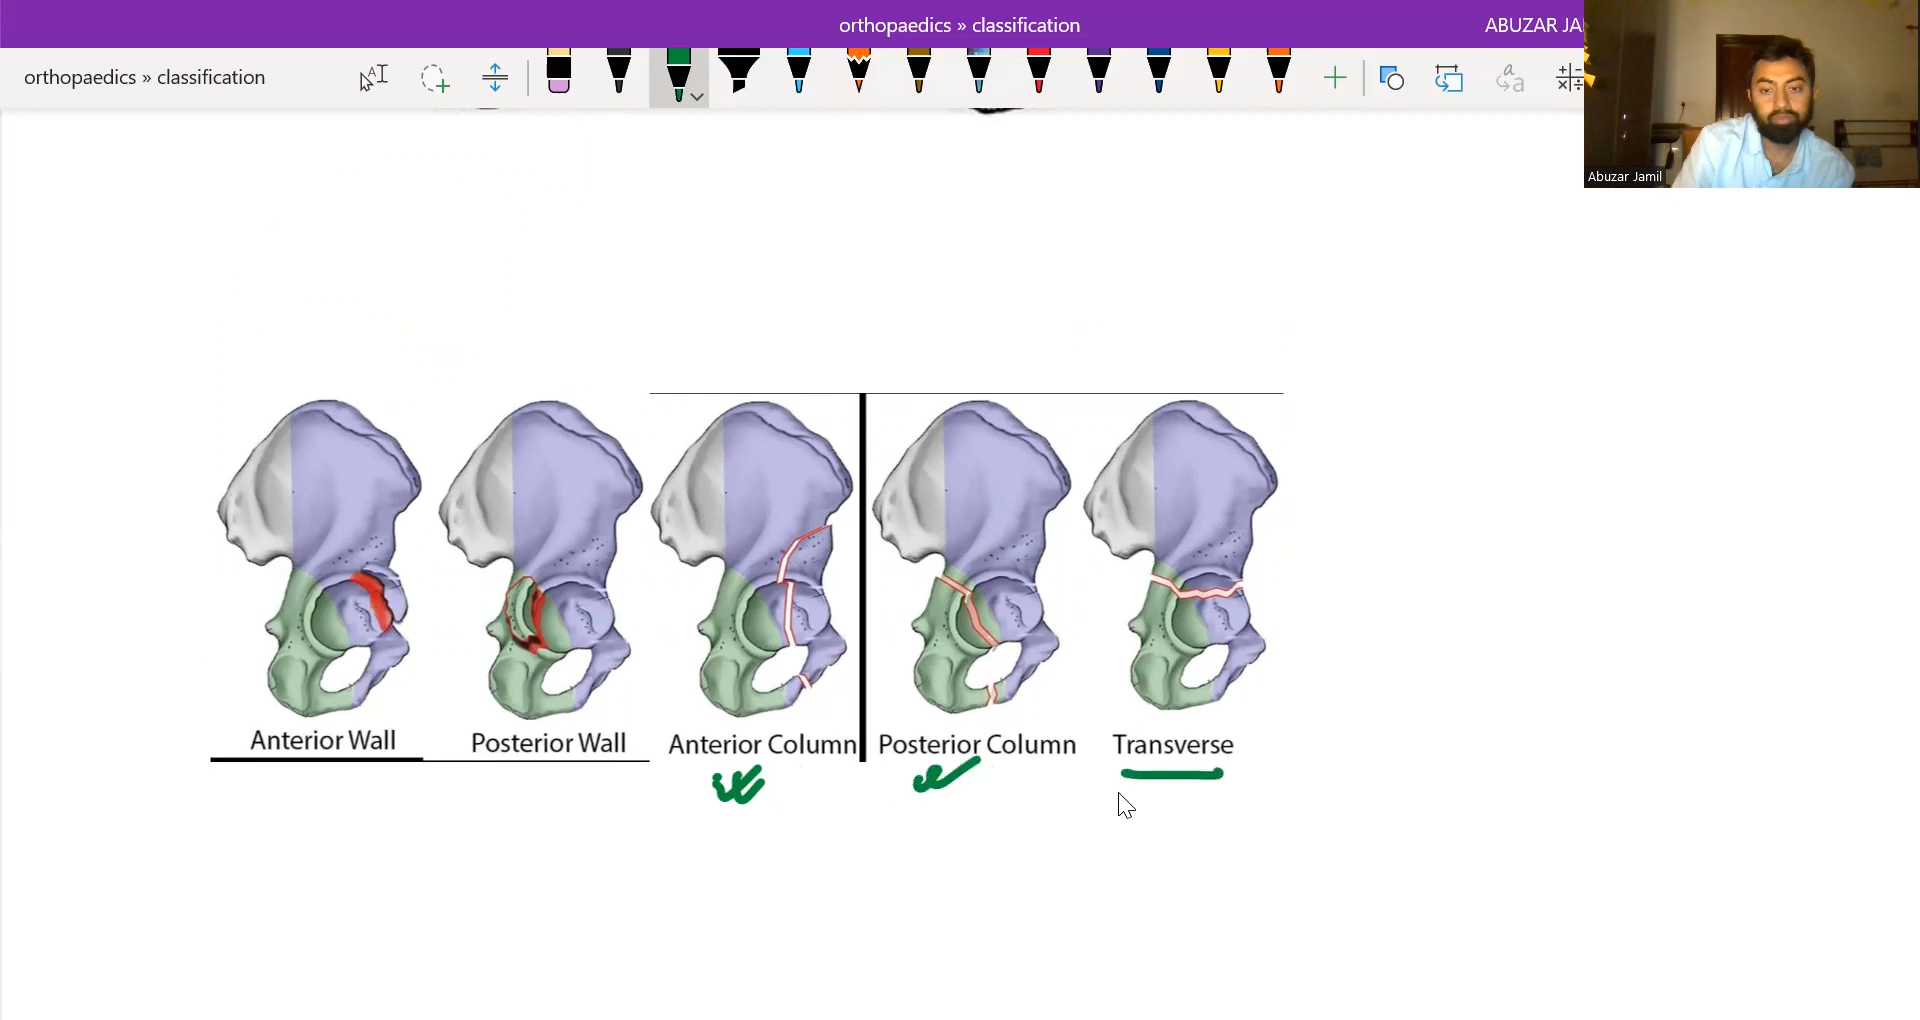 orthopaedics » classification
ABUZAR JA
orthopaedics » classification
Abuzar Jamil
Anterior Wall
Posterior Wall
Anterior Column
Posterior Column
Transverse